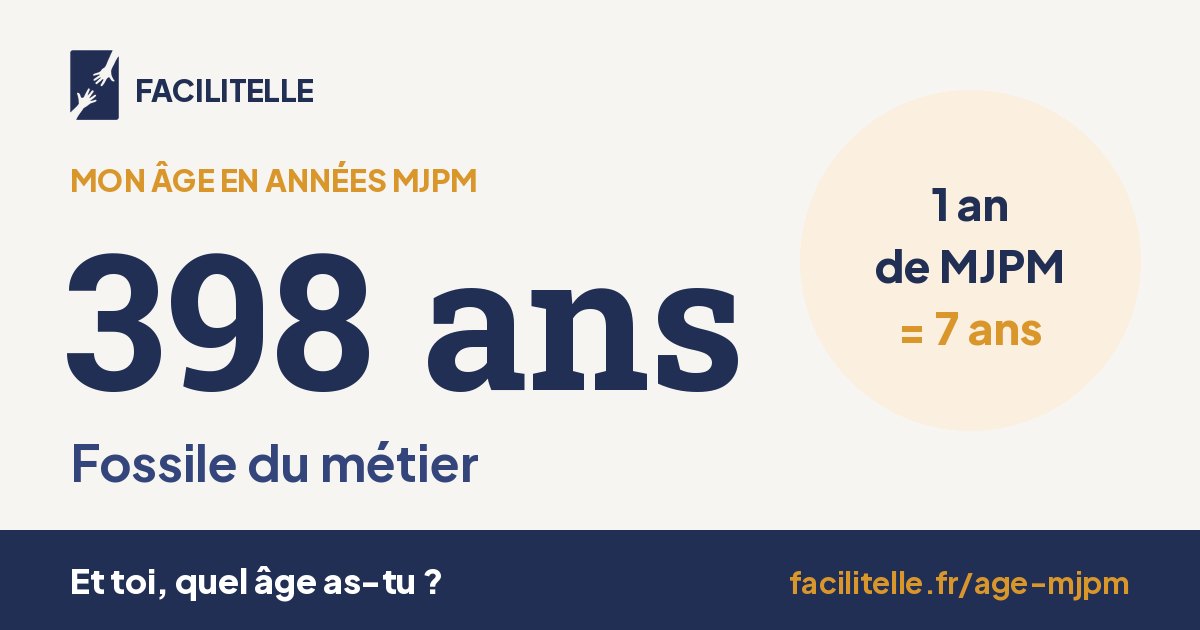 FACILITELLE
MON ÂGE EN ANNÉES MJPM
398 ans
Fossile du métier
1 an
de MJPM
= 7 ans
Et toi, quel âge as-tu ?
facilitelle.fr/age-mjpm